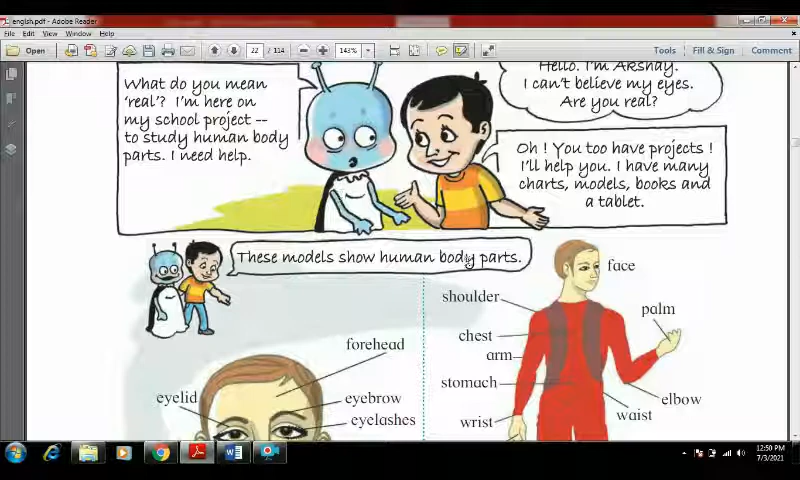 english.pdf - Adobe Reader
File Edit View Window Help
Open 22 / 114 143% Tools Fill & Sign Comment
What do you mean
‘real’? I’m here on
my school project --
to study human body
parts. I need help.
Hello. I’m Akshay.
I can’t believe my eyes.
Are you real?
Oh ! You too have projects !
I’ll help you. I have many
charts, models, books and
a tablet.
These models show human body parts.
forehead
eyelid
eyebrow
eyelashes
face
shoulder
palm
chest
arm
stomach
elbow
waist
wrist
12:50 PM
7/3/2021